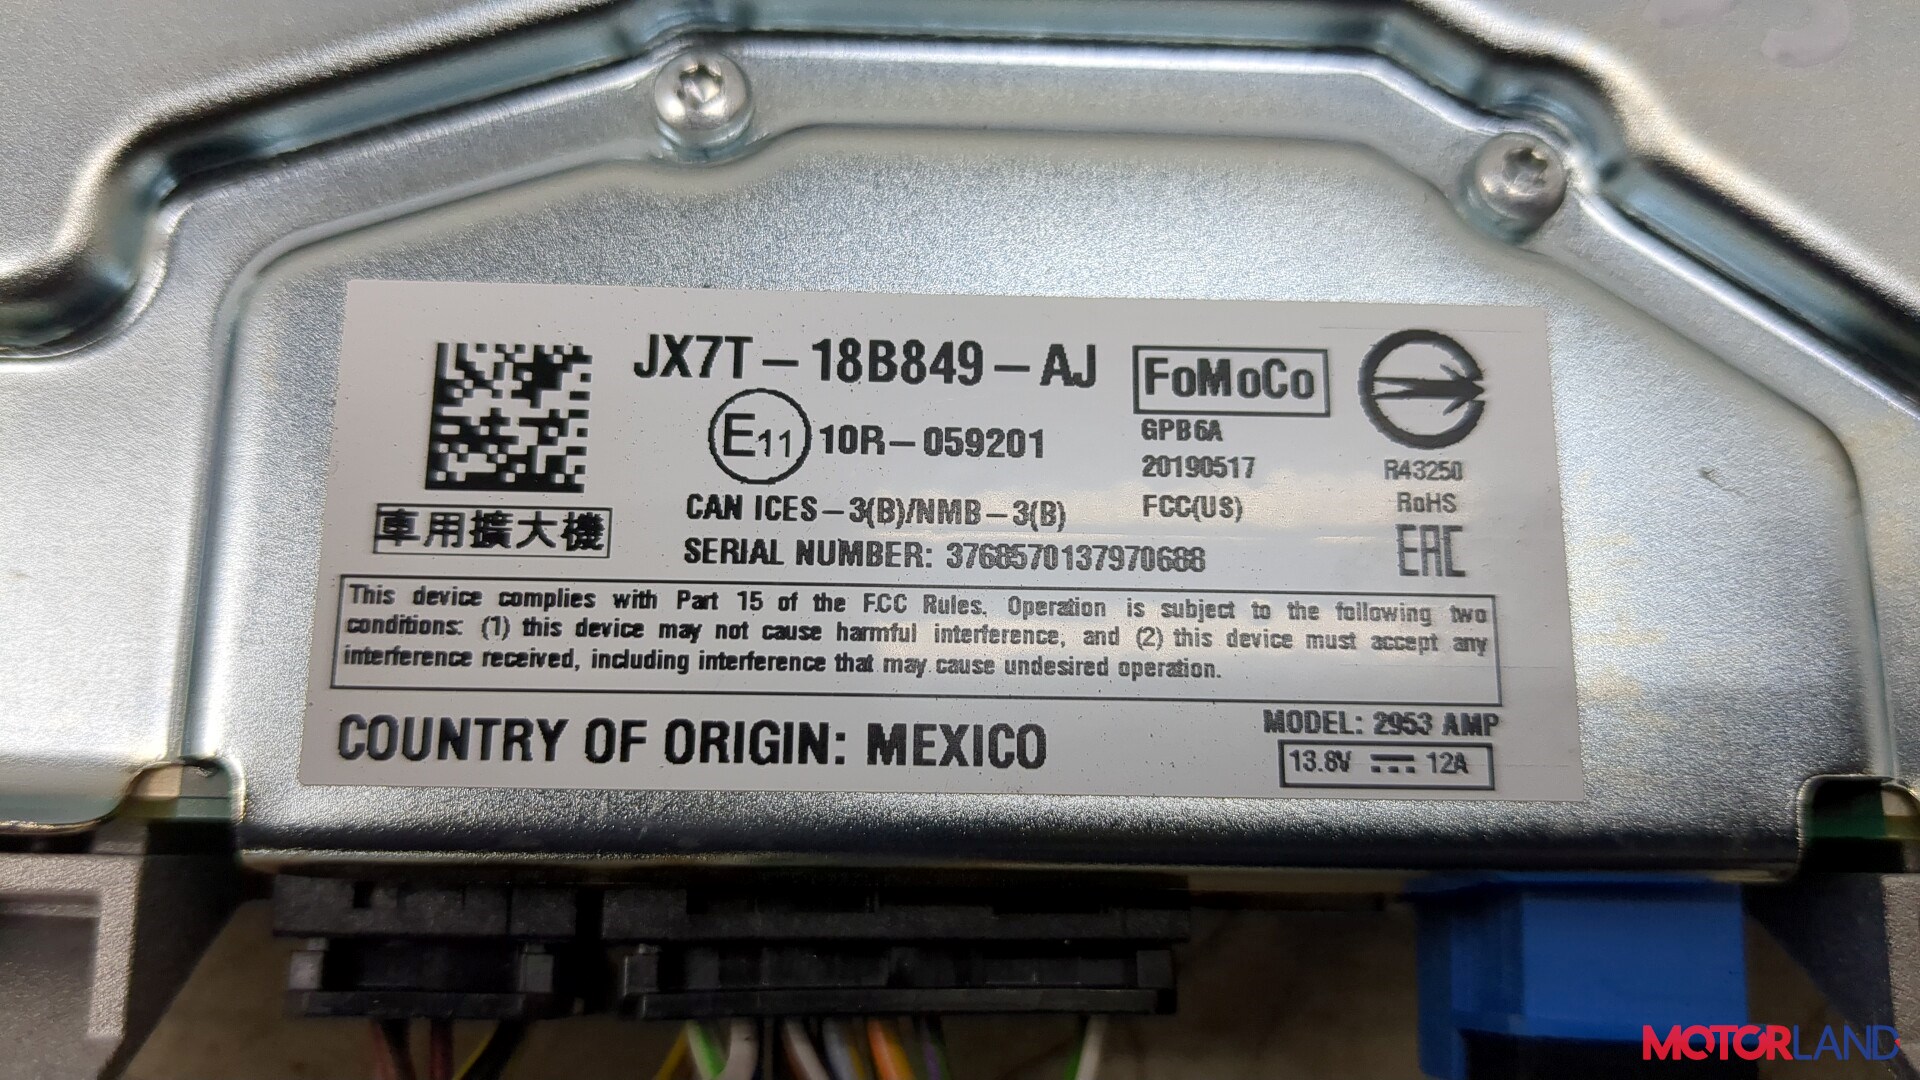 JX7T-18B849-AJ
FoMoCo
E11 10R-059201
GPB6A
20190517
R43250
CAN ICES-3(B)/NMB-3(B)
FCC(US)
RoHS
車用擴大機
SERIAL NUMBER: 3768570137970688
EAC
This device complies with Part 15 of the FCC Rules. Operation is subject to the following two
conditions: (1) this device may not cause harmful interference, and (2) this device must accept any
interference received, including interference that may cause undesired operation.
COUNTRY OF ORIGIN: MEXICO
MODEL: 2953 AMP
13.8V ⎓ 12A
MOTORLAND